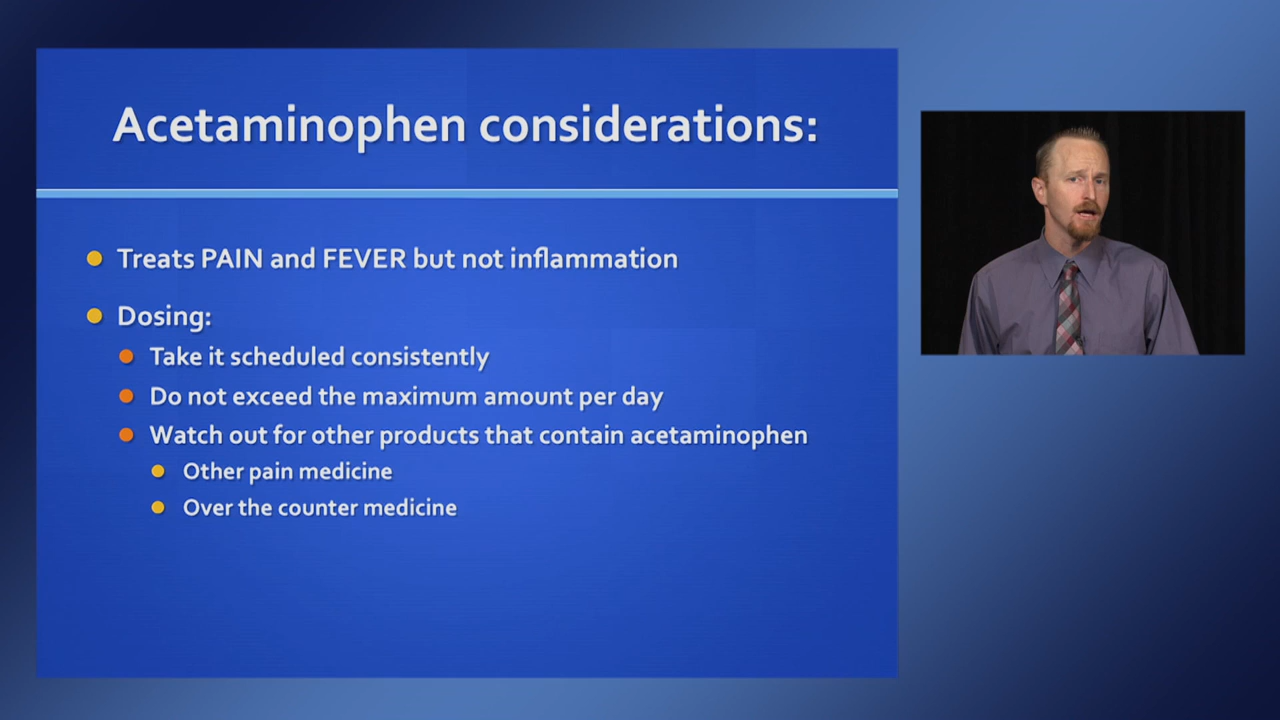 Acetaminophen considerations:
Treats PAIN and FEVER but not inflammation
Dosing:
Take it scheduled consistently
Do not exceed the maximum amount per day
Watch out for other products that contain acetaminophen
Other pain medicine
Over the counter medicine